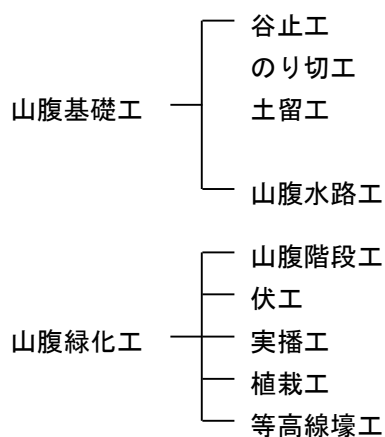 谷止工
のり切工
山腹基礎工
土留工
山腹水路工
山腹階段工
伏工
山腹緑化工
実播工
植栽工
等高線壕工